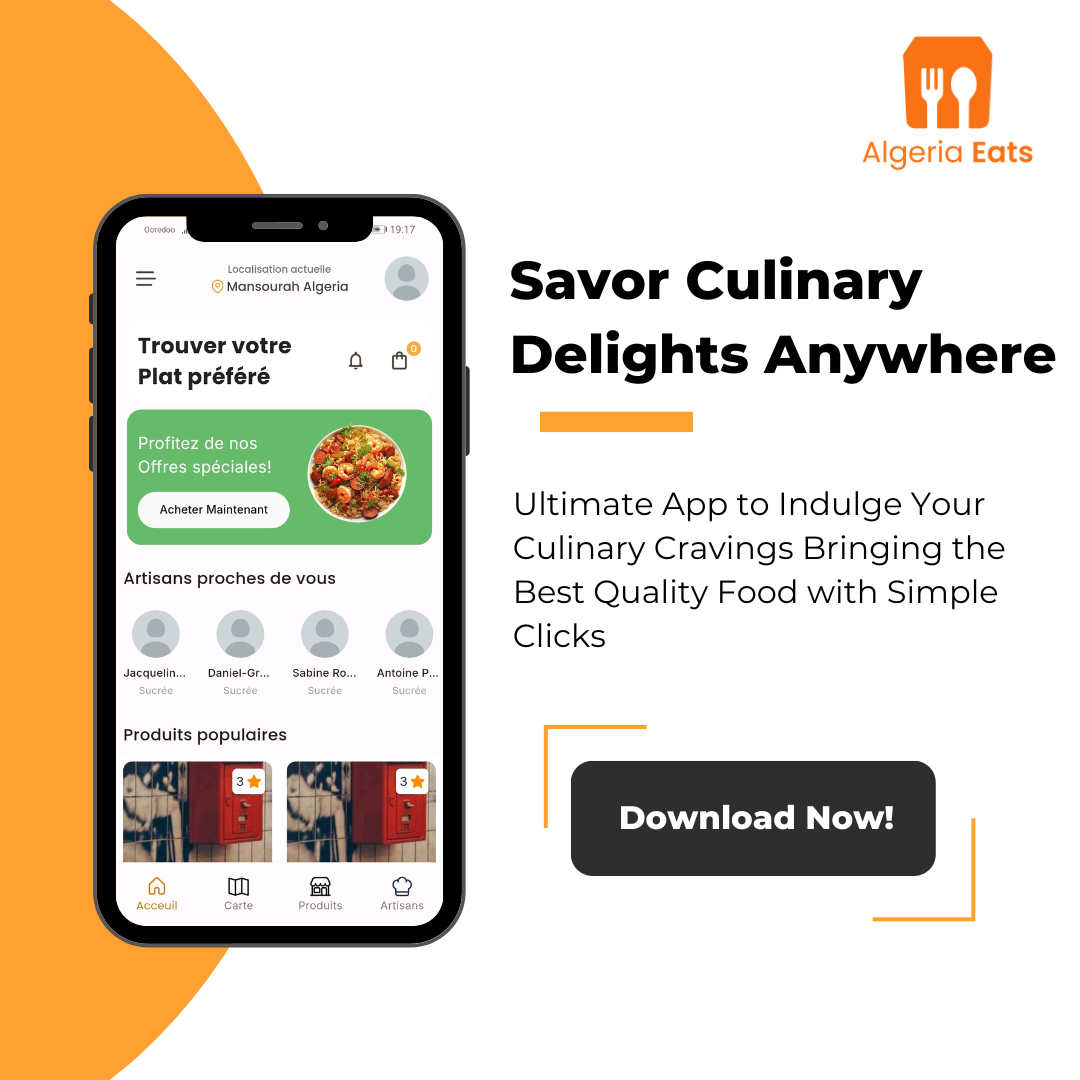 Algeria Eats
Savor Culinary
Delights Anywhere
Ultimate App to Indulge Your
Culinary Cravings Bringing the
Best Quality Food with Simple
Clicks
Download Now!
Ooredoo
19:17
Localisation actuelle
Mansourah Algeria
Trouver votre
Plat préféré
0
Profitez de nos
Offres spéciales!
Acheter Maintenant
Artisans proches de vous
Jacquelin... Daniel-Gr... Sabine Ro... Antoine P...
Sucrée Sucrée Sucrée Sucrée
Produits populaires
3 3
Acceuil Carte Produits Artisans